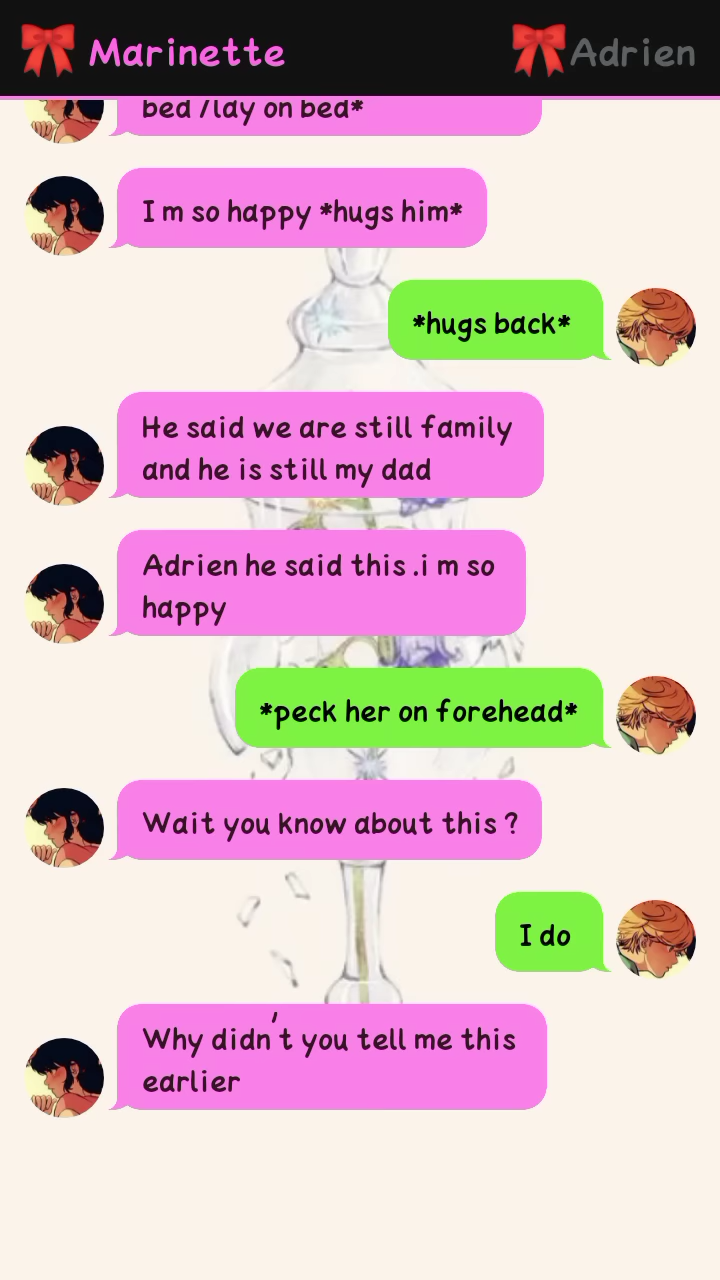 🎀 Marinette
🎀Adrien
bed /lay on bed*
I m so happy *hugs him*
*hugs back*
He said we are still family
and he is still my dad
Adrien he said this .i m so
happy
*peck her on forehead*
Wait you know about this ?
I do
Why didn't you tell me this
earlier